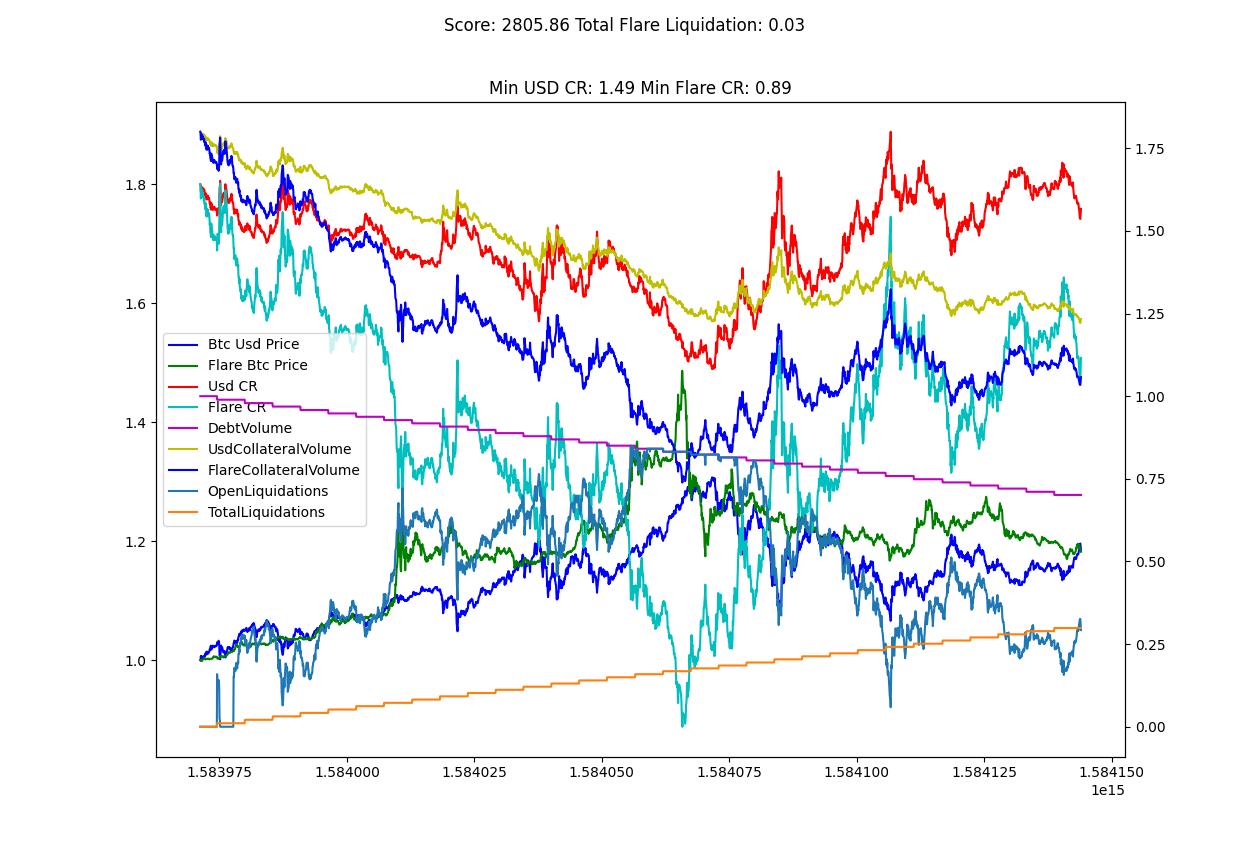 Score: 2805.86 Total Flare Liquidation: 0.03
Min USD CR: 1.49 Min Flare CR: 0.89
1.8
1.6
1.4
1.2
1.0
Btc Usd Price
Flare Btc Price
Usd CR
Flare CR
DebtVolume
UsdCollateralVolume
FlareCollateralVolume
OpenLiquidations
TotalLiquidations
1.75
1.50
1.25
1.00
0.75
0.50
0.25
0.00
1.583975 1.584000 1.584025 1.584050 1.584075 1.584100 1.584125 1.584150
1e15